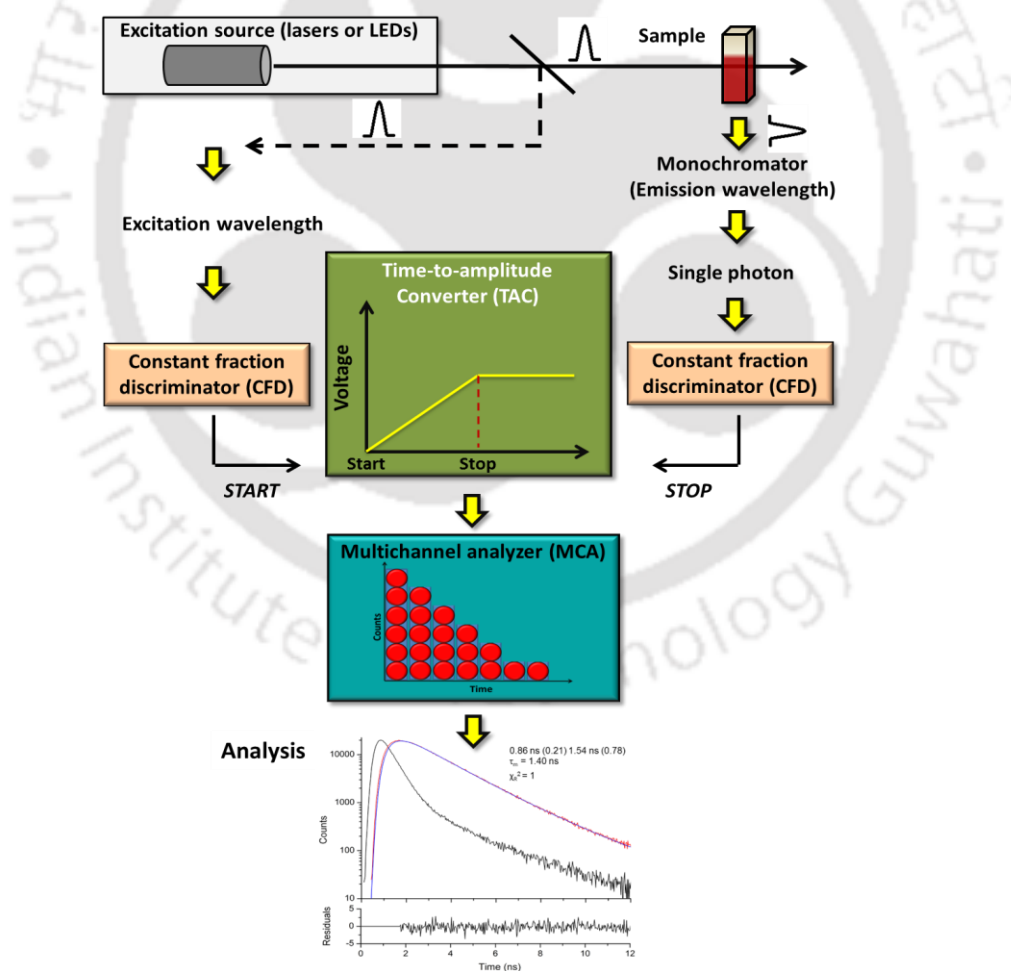 Excitation source (lasers or LEDs)
Sample
Monochromator
(Emission wavelength)
Excitation wavelength
Single photon
Time-to-amplitude
Converter (TAC)
Voltage
Start
Stop
Constant fraction
discriminator (CFD)
Constant fraction
discriminator (CFD)
START
STOP
Multichannel analyzer (MCA)
Counts
Time
Analysis
0.86 ns (0.21) 1.54 ns (0.78)
τm = 1.40 ns
χR² = 1
Counts
10000
1000
100
10
Residuals
5
0
-5
0 2 4 6 8 10 12
Time (ns)
Indian Institute
nology Guwahati